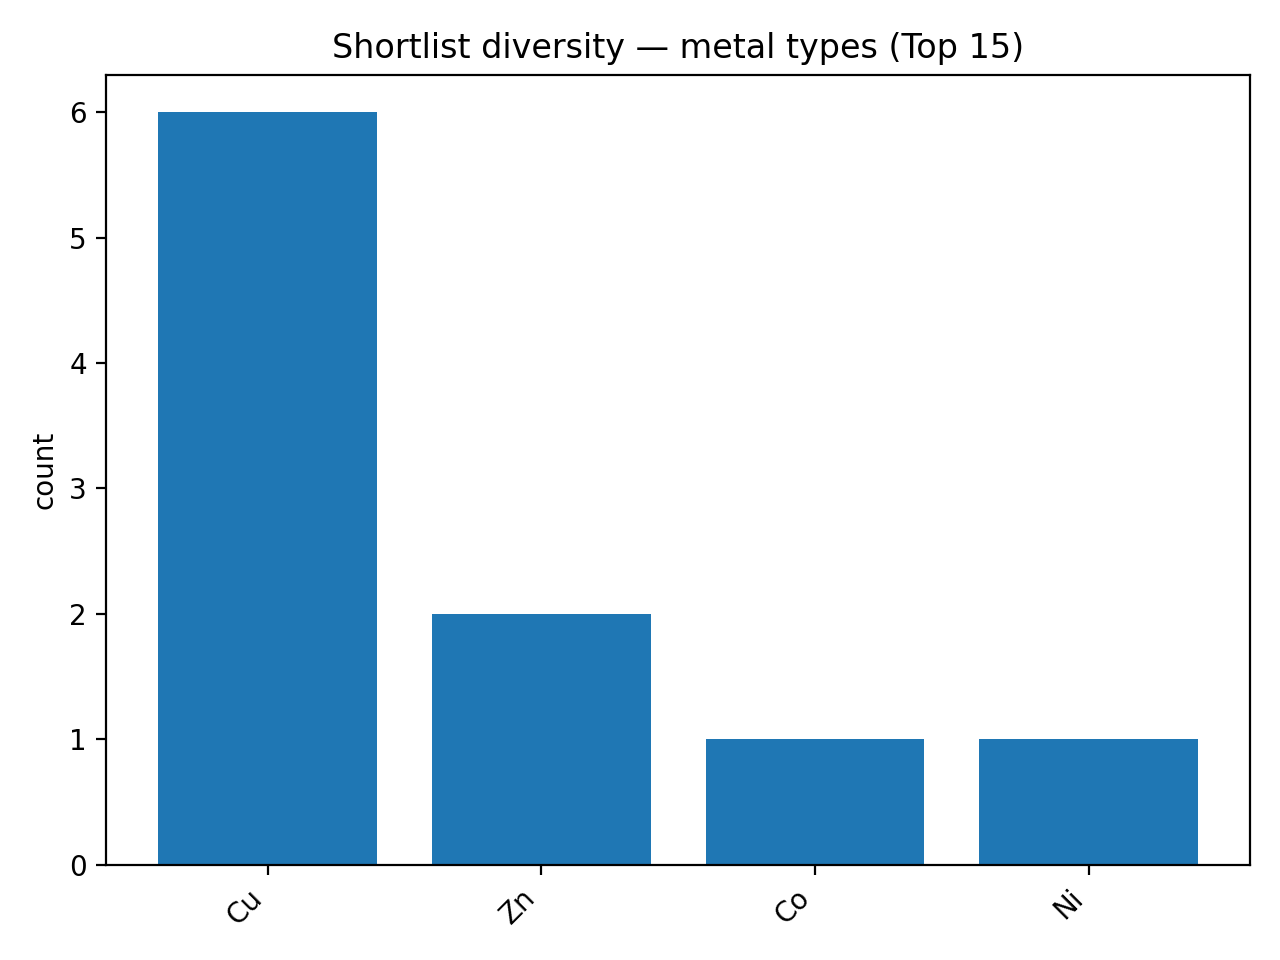 Shortlist diversity — metal types (Top 15)
6
5
4
3
2
1
0
count
Cu
Zn
Co
Ni